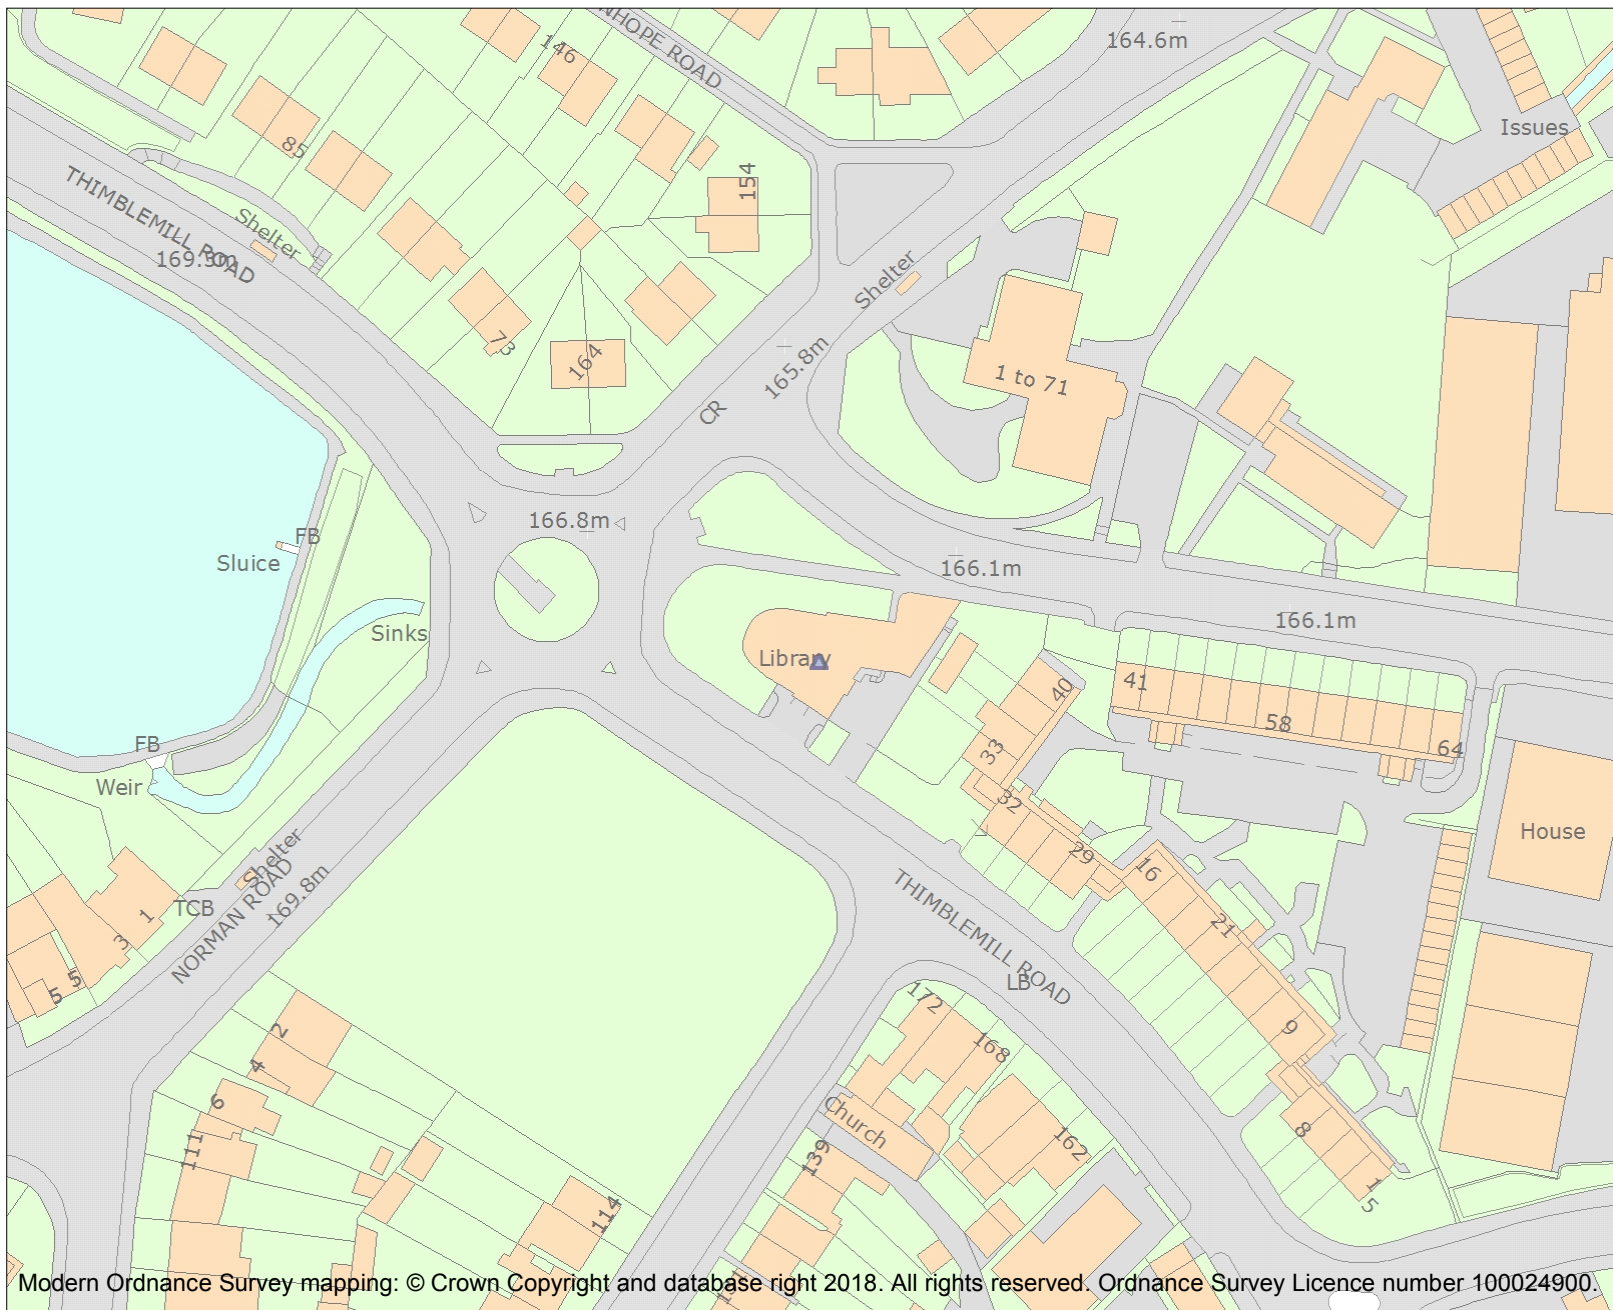 NHOPE ROAD
146
164.6m
Issues
85
154
THIMBLEMILL ROAD
Shelter
169.3m
Shelter
73
164
165.8m
1 to 71
CR
166.8m
FB
Sluice
166.1m
166.1m
Sinks
Library
40
41
58
64
33
FB
Weir
32
House
Shelter
29
16
NORMAN ROAD
169.8m
TCB
1
3
5
5
THIMBLEMILL ROAD
21
LB
172
9
2
168
4
6
Church
8
111
139
162
1
5
114
Modern Ordnance Survey mapping: © Crown Copyright and database right 2018. All rights reserved. Ordnance Survey Licence number 100024900.